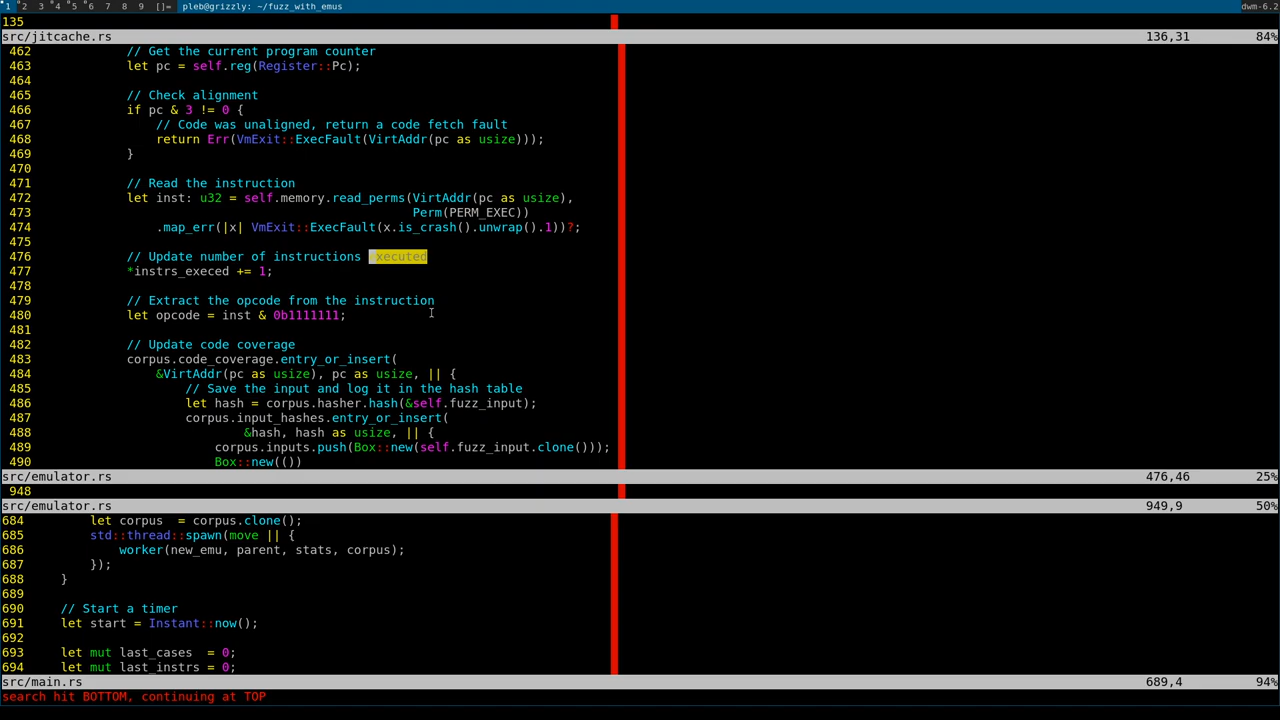 1 2 3 4 5 6 7 8 9 []= pleb@grizzly: ~/fuzz_with_emus dwm-6.2
135
src/jitcache.rs 136,31 84%
462 // Get the current program counter
463 let pc = self.reg(Register::Pc);
464
465 // Check alignment
466 if pc & 3 != 0 {
467 // Code was unaligned, return a code fetch fault
468 return Err(VmExit::ExecFault(VirtAddr(pc as usize)));
469 }
470
471 // Read the instruction
472 let inst: u32 = self.memory.read_perms(VirtAddr(pc as usize),
473 Perm(PERM_EXEC))
474 .map_err(|x| VmExit::ExecFault(x.is_crash().unwrap().1))?;
475
476 // Update number of instructions executed
477 *instrs_execed += 1;
478
479 // Extract the opcode from the instruction
480 let opcode = inst & 0b1111111;
481
482 // Update code coverage
483 corpus.code_coverage.entry_or_insert(
484 &VirtAddr(pc as usize), pc as usize, || {
485 // Save the input and log it in the hash table
486 let hash = corpus.hasher.hash(&self.fuzz_input);
487 corpus.input_hashes.entry_or_insert(
488 &hash, hash as usize, || {
489 corpus.inputs.push(Box::new(self.fuzz_input.clone()));
490 Box::new(())
src/emulator.rs 476,46 25%
948
src/emulator.rs 949,9 50%
684 let corpus = corpus.clone();
685 std::thread::spawn(move || {
686 worker(new_emu, parent, stats, corpus);
687 });
688 }
689
690 // Start a timer
691 let start = Instant::now();
692
693 let mut last_cases = 0;
694 let mut last_instrs = 0;
src/main.rs 689,4 94%
search hit BOTTOM, continuing at TOP